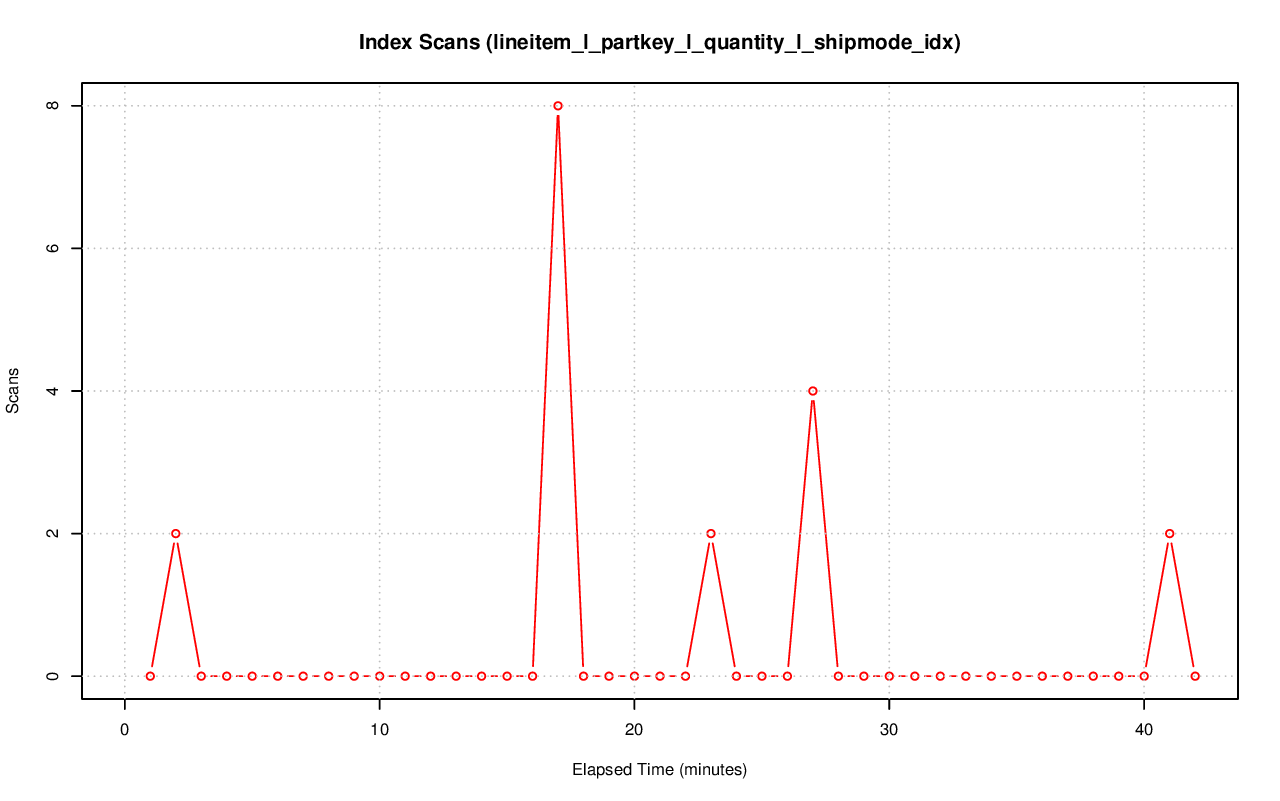 Index Scans (lineitem_l_partkey_l_quantity_l_shipmode_idx)
8
6
4
2
0
Scans
0 10 20 30 40
Elapsed Time (minutes)